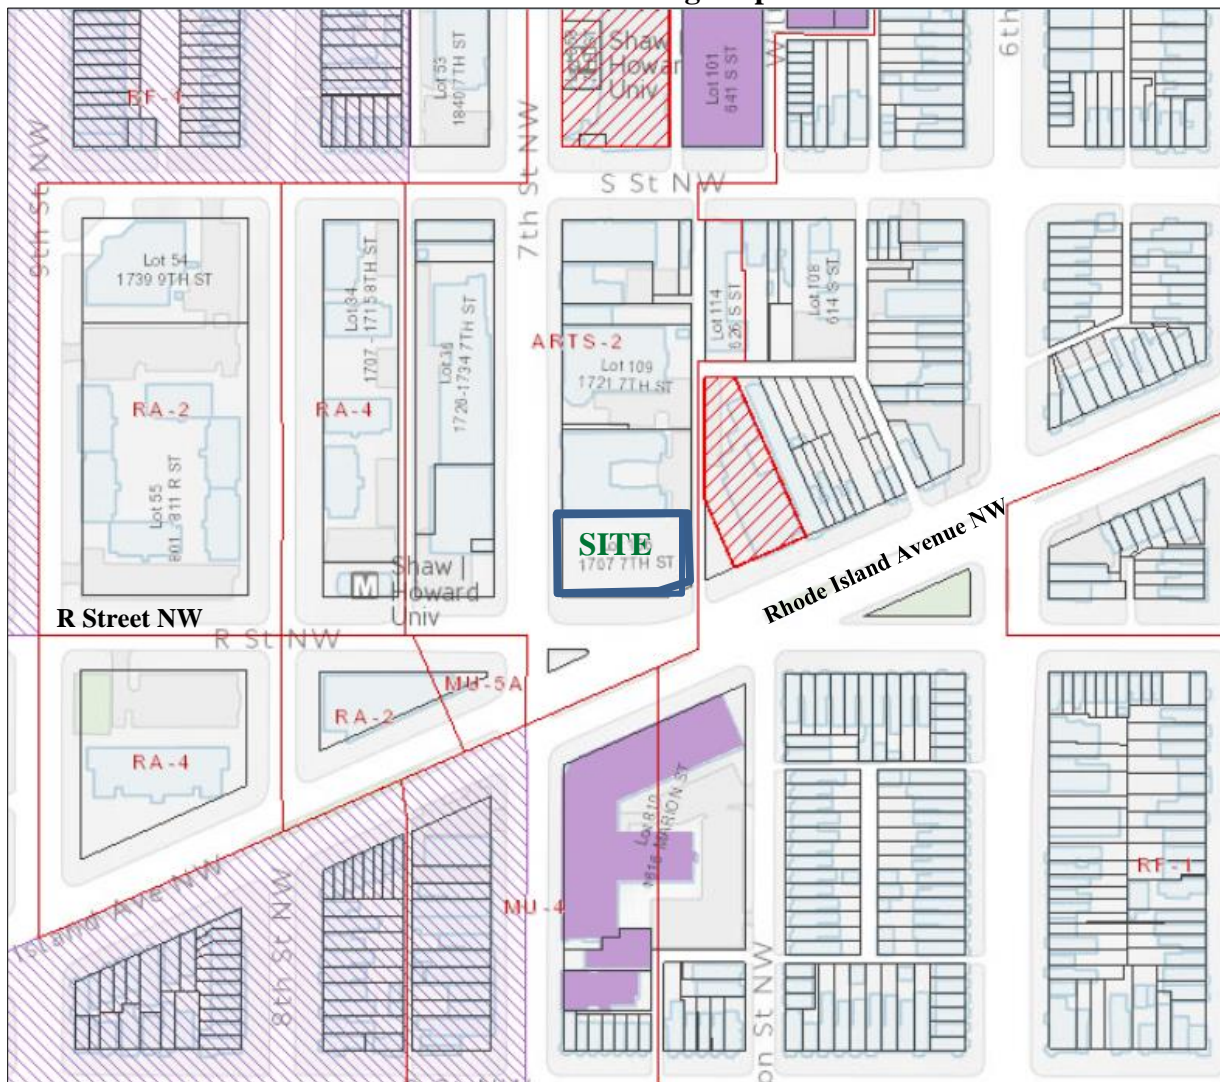 Shaw |
Howard
Univ
Lot 53
1840 7TH ST
Lot 101
641 S ST
6th
RF-1
9th St NW
7th St NW
S St NW
Lot 54
1739 9TH ST
Lot 34
1707 - 1715 8TH ST
Lot 36
1726-1734 7TH ST
ARTS-2
Lot 109
1721 7TH ST
Lot 114
626 S ST
Lot 108
614 S ST
RA-2
RA-4
Lot 55
801 811 R ST
SITE
1707 7TH ST
Shaw |
M Howard
Univ
Rhode Island Avenue NW
R Street NW
R St NW
MU-5A
RA-2
RA-4
Lot 810
1616 MARION ST
RF-1
Island Ave NW
8th St NW
MU-4
on St NW